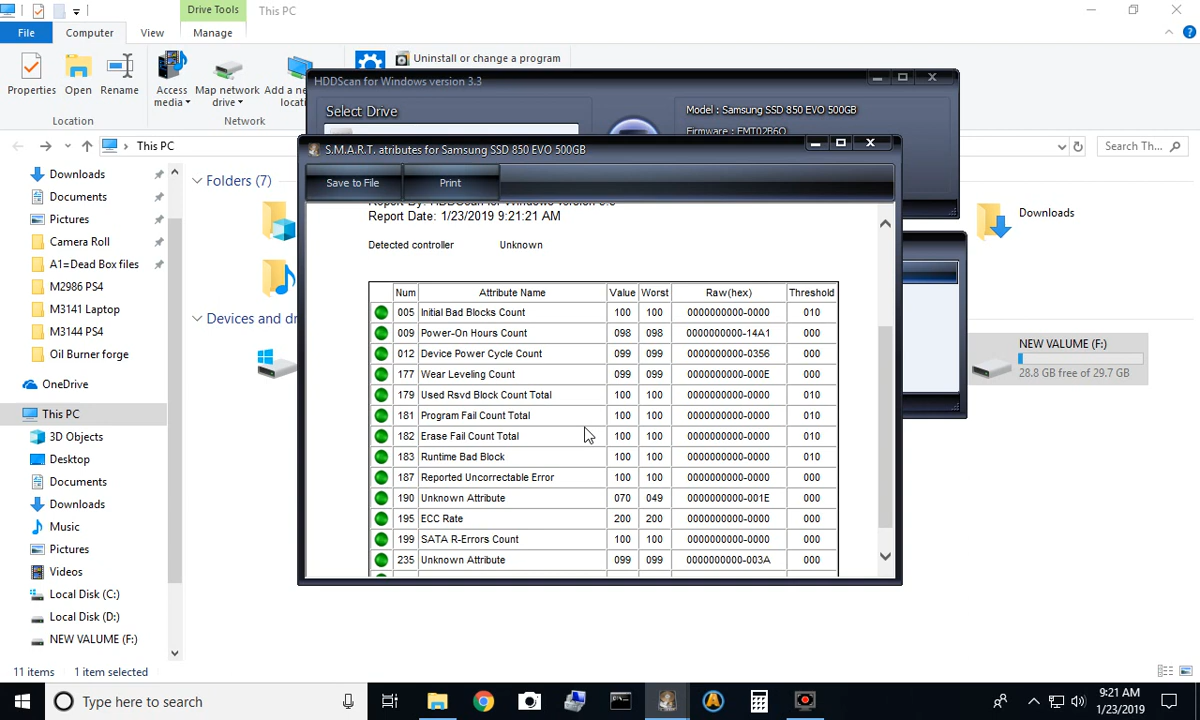 Drive Tools
This PC
File
Computer
View
Manage
Properties
Open
Rename
Access
media
Map network
drive
Add a ne
locati
Uninstall or change a program
Location
Network
This PC
Search Th...
HDDScan for Windows version 3.3
Select Drive
Model : Samsung SSD 850 EVO 500GB
Firmware : EMT02B6Q
S.M.A.R.T. atributes for Samsung SSD 850 EVO 500GB
Save to File
Print
Report Date: 1/23/2019 9:21:21 AM
Detected controller Unknown
Num Attribute Name Value Worst Raw(hex) Threshold
005 Initial Bad Blocks Count 100 100 0000000000-0000 010
009 Power-On Hours Count 098 098 0000000000-14A1 000
012 Device Power Cycle Count 099 099 0000000000-0356 000
177 Wear Leveling Count 099 099 0000000000-000E 000
179 Used Rsvd Block Count Total 100 100 0000000000-0000 010
181 Program Fail Count Total 100 100 0000000000-0000 010
182 Erase Fail Count Total 100 100 0000000000-0000 010
183 Runtime Bad Block 100 100 0000000000-0000 010
187 Reported Uncorrectable Error 100 100 0000000000-0000 000
190 Unknown Attribute 070 049 0000000000-001E 000
195 ECC Rate 200 200 0000000000-0000 000
199 SATA R-Errors Count 100 100 0000000000-0000 000
235 Unknown Attribute 099 099 0000000000-003A 000
Downloads
Documents
Pictures
Camera Roll
A1=Dead Box files
M2986 PS4
M3141 Laptop
M3144 PS4
Oil Burner forge
OneDrive
This PC
3D Objects
Desktop
Documents
Downloads
Music
Pictures
Videos
Local Disk (C:)
Local Disk (D:)
NEW VALUME (F:)
Folders (7)
Devices and dr
Downloads
NEW VALUME (F:)
28.8 GB free of 29.7 GB
11 items
1 item selected
Type here to search
9:21 AM
1/23/2019